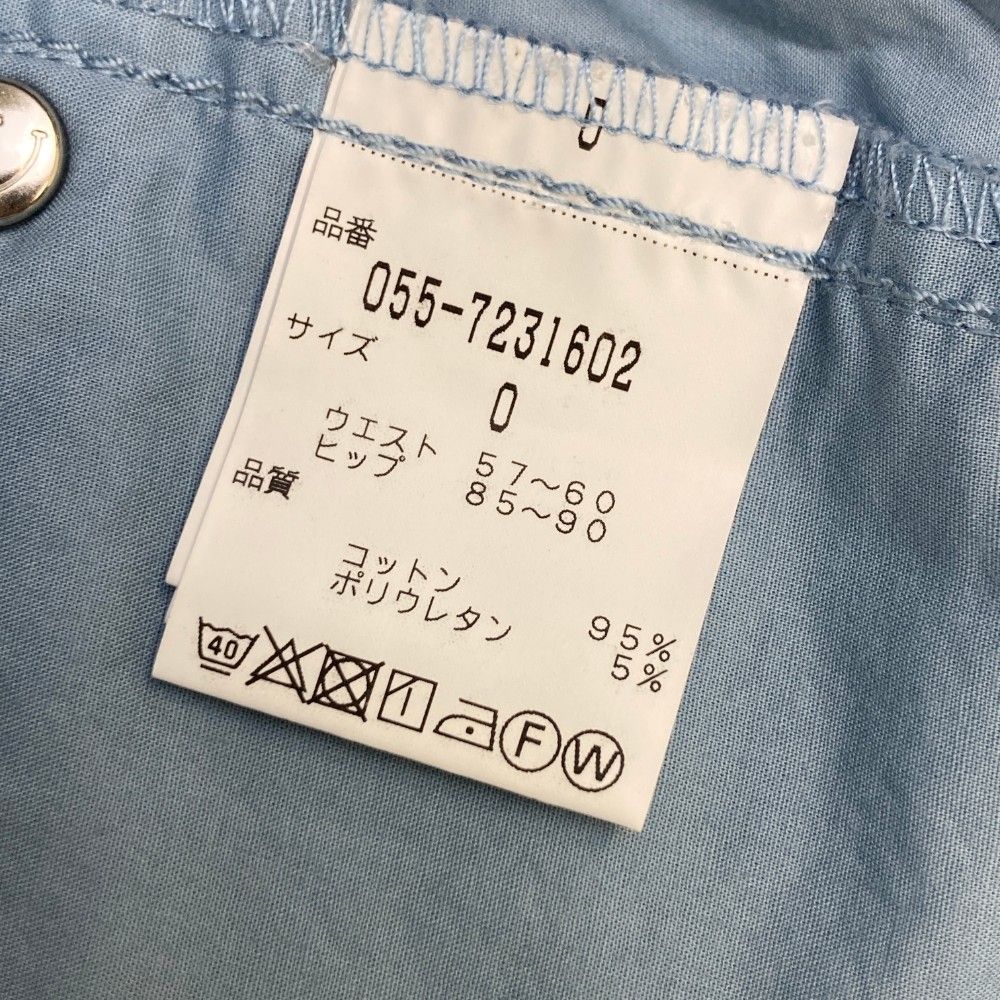 0
品番
055-7231602
サイズ
0
ウエスト 57～60
ヒップ 85～90
品質
コットン 95%
ポリウレタン 5%
40
F
W